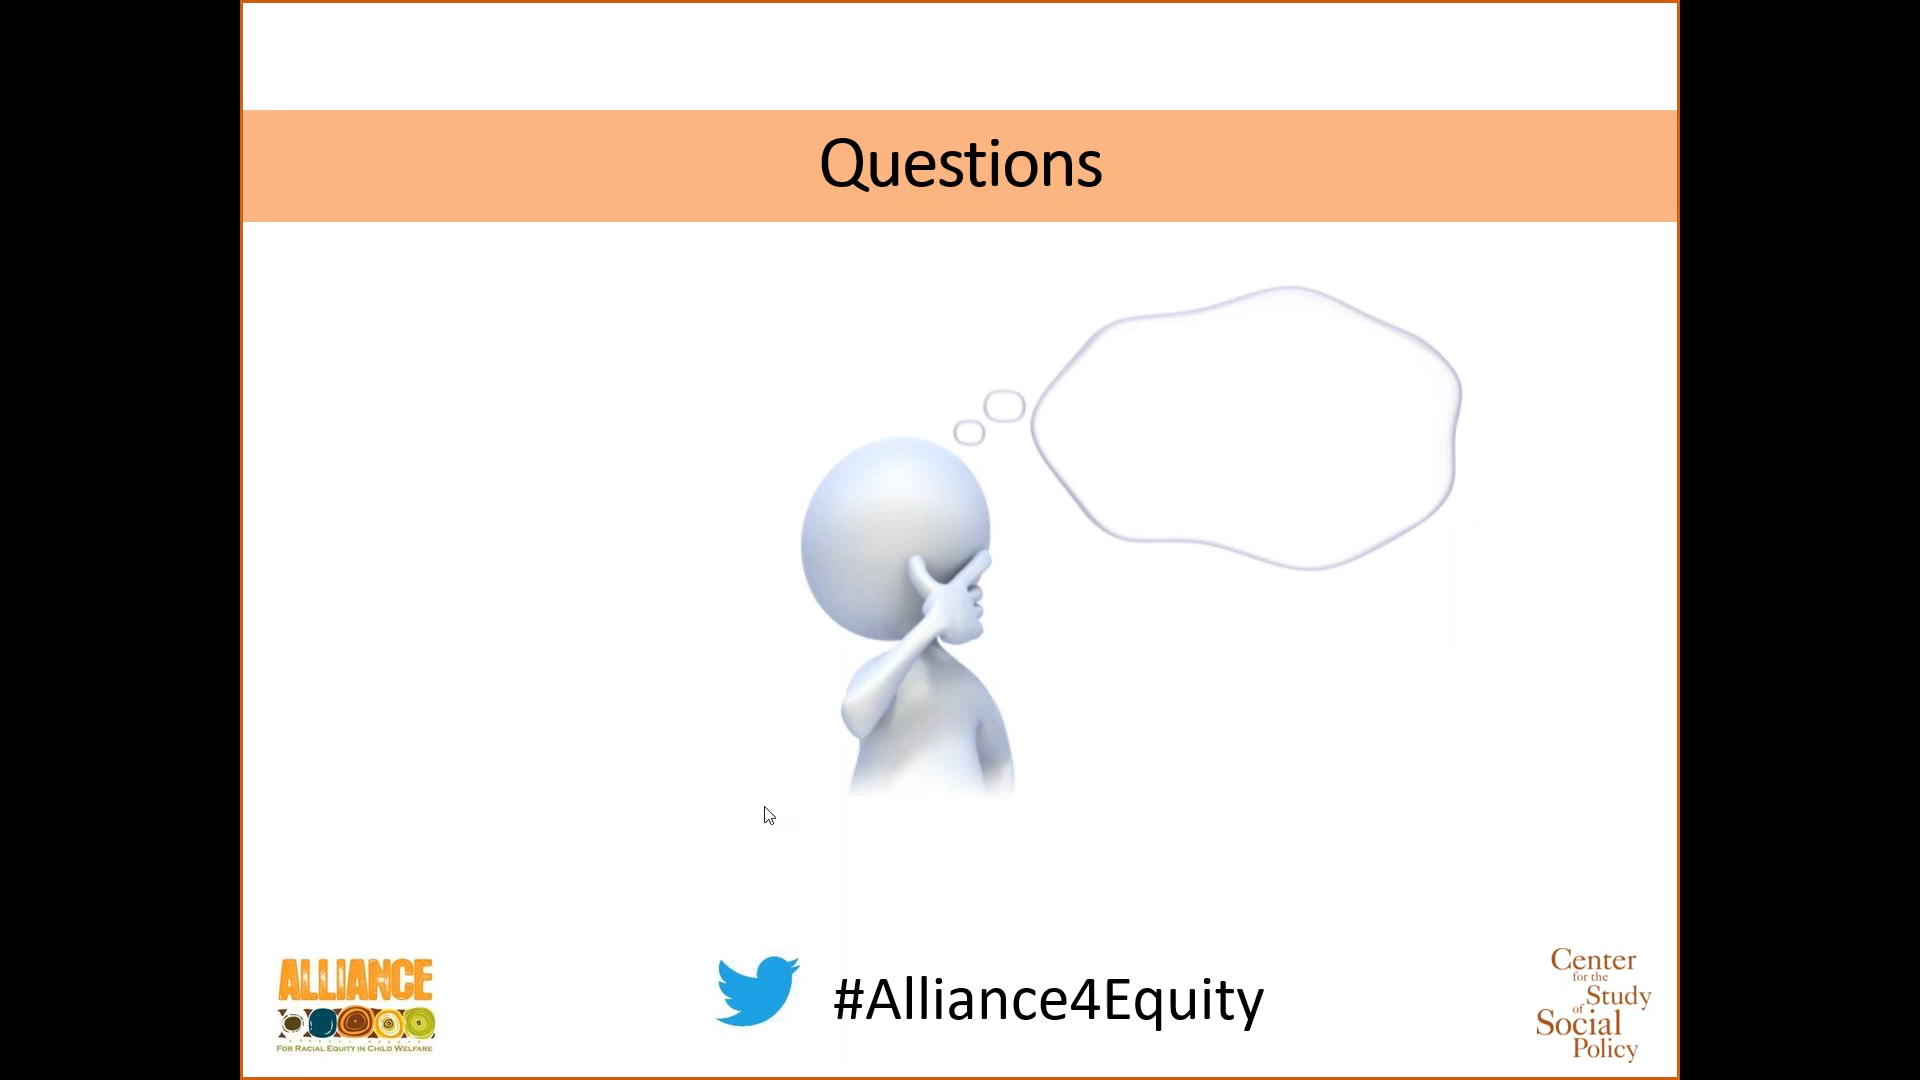 Questions
ALLIANCE
FOR RACIAL EQUITY IN CHILD WELFARE
#Alliance4Equity
Center
for the
Study
of
Social
Policy